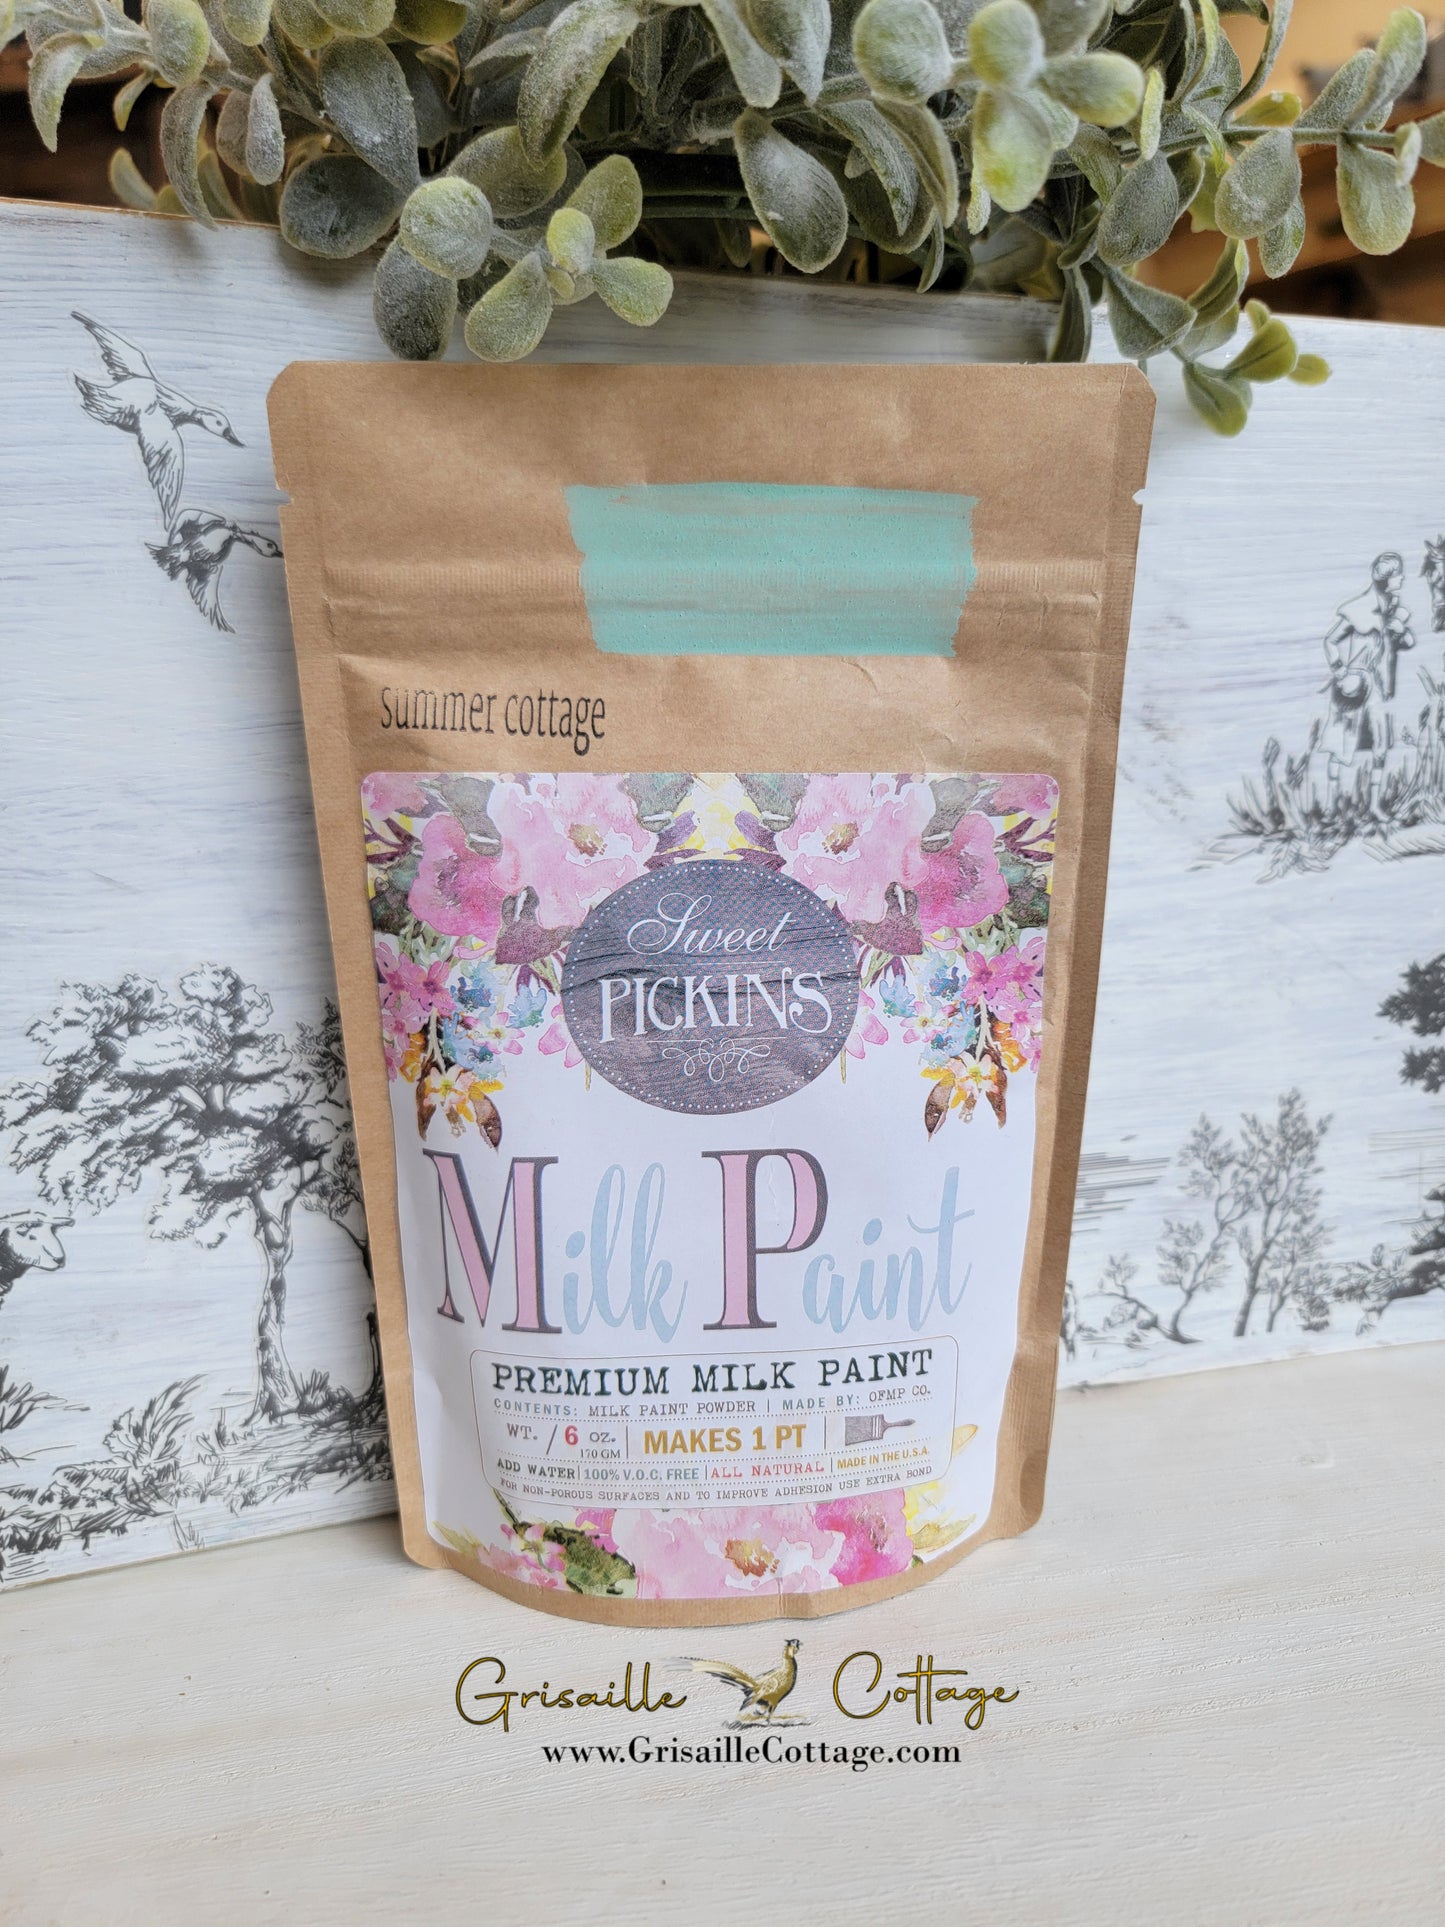 summer cottage
Sweet
PICKINS
Milk Paint
PREMIUM MILK PAINT
CONTENTS: MILK PAINT POWDER | MADE BY: OFMP CO.
WT. / 6 OZ. | MAKES 1 PT
170 GM
ADD WATER | 100% V.O.C. FREE | ALL NATURAL | MADE IN THE U.S.A.
FOR NON-POROUS SURFACES AND TO IMPROVE ADHESION USE EXTRA BOND
Grisaille Cottage
www.GrisailleCottage.com